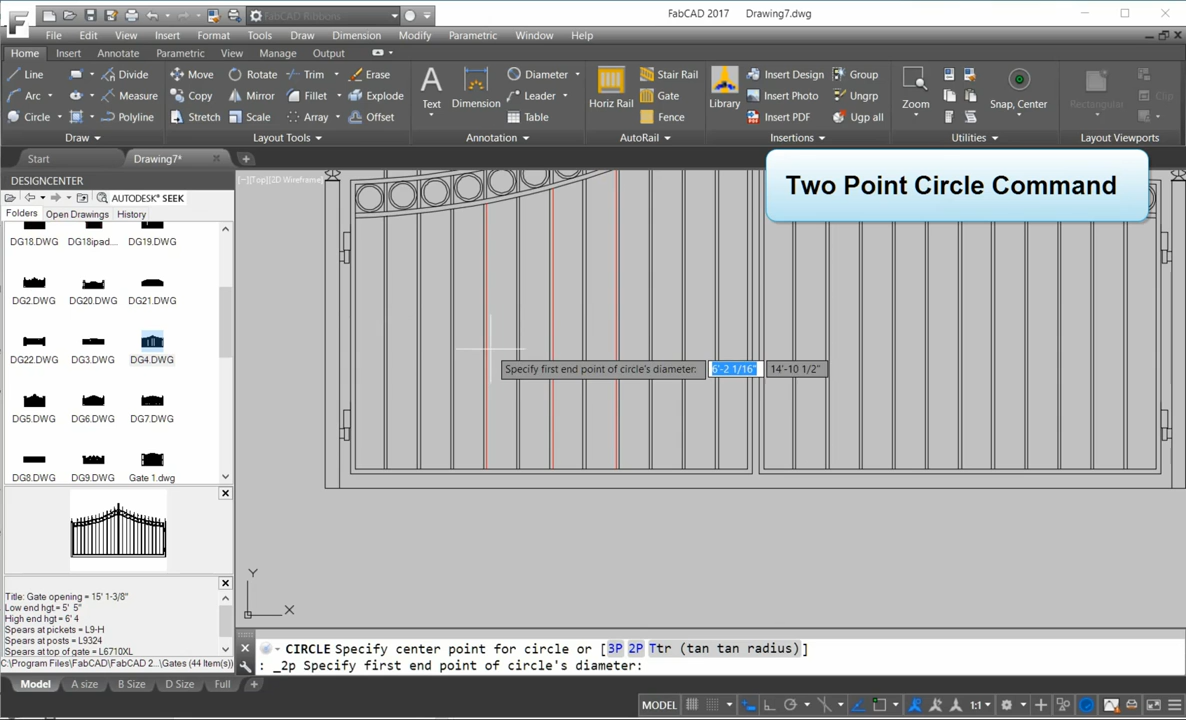 F
FabCAD Ribbons
FabCAD 2017 Drawing7.dwg
File Edit View Insert Format Tools Draw Dimension Modify Parametric Window Help
Home Insert Annotate Parametric View Manage Output
Line Divide Move Rotate Trim Erase Diameter Stair Rail Insert Design Group
Arc Measure Copy Mirror Fillet Explode Leader Gate Insert Photo Ungrp
Text Dimension Horiz Rail Library Zoom Snap, Center Rectangular Clip
Circle Polyline Stretch Scale Array Offset Table Fence Insert PDF Ugp all
Draw Layout Tools Annotation AutoRail Insertions Utilities Layout Viewports
Start Drawing7*
DESIGNCENTER
AUTODESK® SEEK
Folders Open Drawings History
DG18.DWG DG18ipad... DG19.DWG
DG2.DWG DG20.DWG DG21.DWG
DG22.DWG DG3.DWG DG4.DWG
DG5.DWG DG6.DWG DG7.DWG
DG8.DWG DG9.DWG Gate 1.dwg
Title: Gate opening = 15' 1-3/8"
Low end hgt.= 5' 5"
High end hgt = 6' 4
Spears at pickets = L9-H
Spears at posts = L9324
Spears at top of gate = L6710XL
C:\Program Files\FabCAD\FabCAD 2...\Gates (44 Item(s))
[−][Top][2D Wireframe]
Two Point Circle Command
Specify first end point of circle's diameter: 6'-2 1/16" 14'-10 1/2"
Y
X
CIRCLE Specify center point for circle or [3P 2P Ttr (tan tan radius)]
: _2p Specify first end point of circle's diameter:
Model A size B Size D Size Full
MODEL 1:1